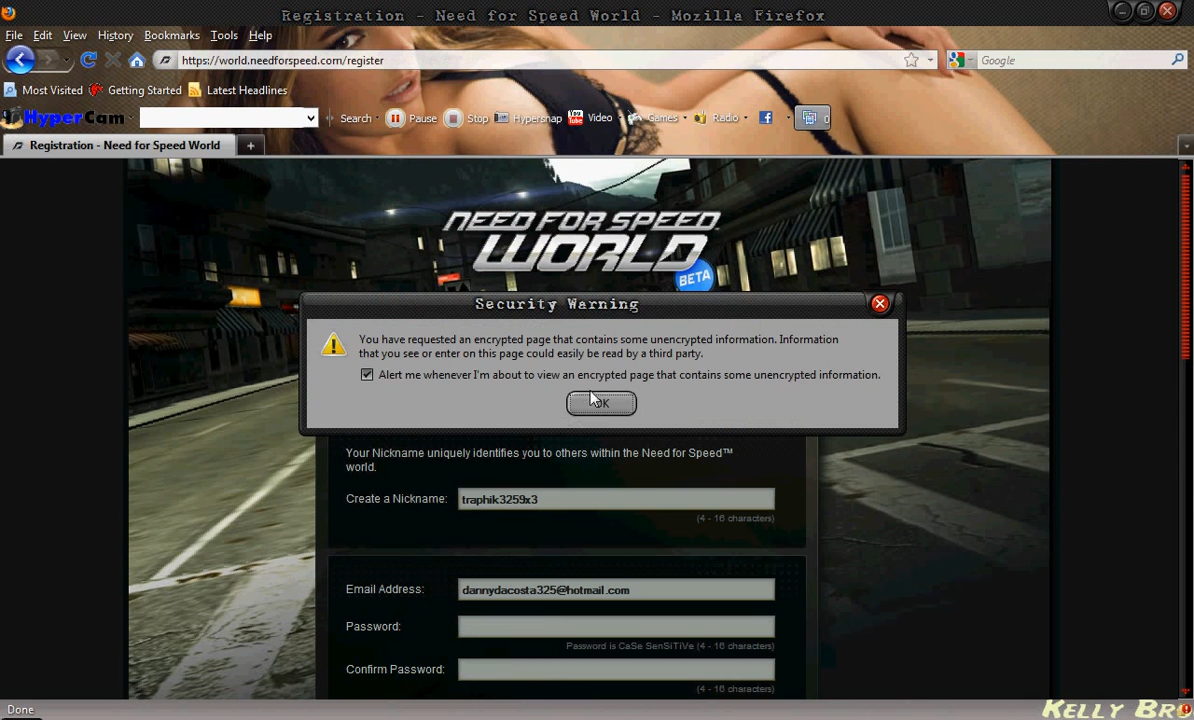 Registration - Need for Speed World - Mozilla Firefox
File Edit View History Bookmarks Tools Help
https://world.needforspeed.com/register
Google
Most Visited Getting Started Latest Headlines
HyperCam Search Pause Stop Hypersnap You Tube Video Games Radio 0
Registration - Need for Speed World
NEED FOR SPEED
WORLD
BETA
Security Warning
You have requested an encrypted page that contains some unencrypted information. Information
that you see or enter on this page could easily be read by a third party.
Alert me whenever I'm about to view an encrypted page that contains some unencrypted information.
OK
Your Nickname uniquely identifies you to others within the Need for Speed™
world.
Create a Nickname: traphik3259x3
(4 - 16 characters)
Email Address: dannydacosta325@hotmail.com
Password:
Password is CaSe SenSiTiVe (4 - 16 characters)
Confirm Password:
(4 - 16 characters)
Done
KELLY BRO